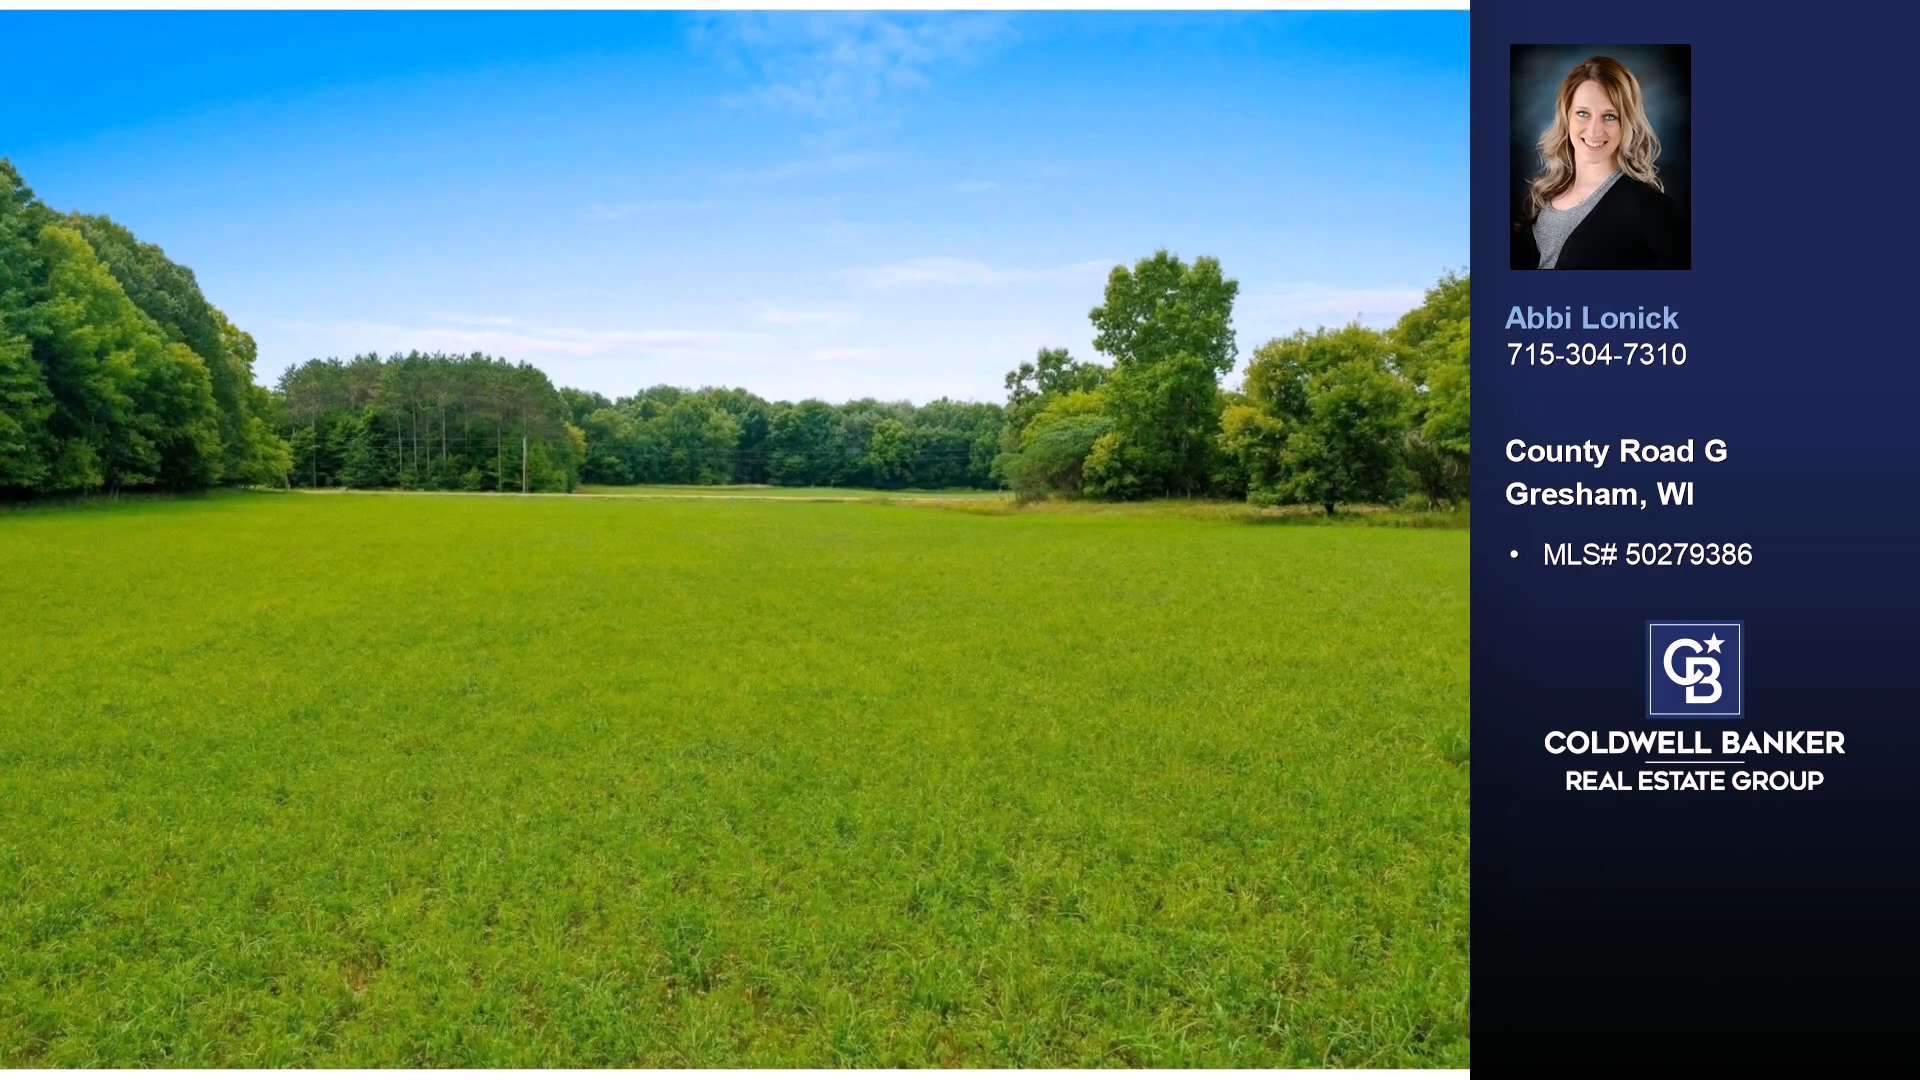 Abbi Lonick
715-304-7310
County Road G
Gresham, WI
• MLS# 50279386
CB
COLDWELL BANKER
REAL ESTATE GROUP